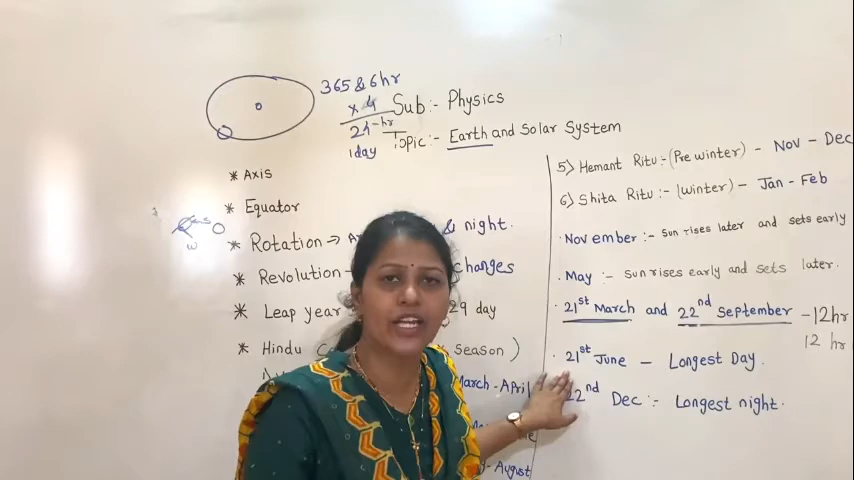 365 & 6hr
x 4
24 hr
1day
Sub:- Physics
Topic:- Earth and Solar System
* Axis
* Equator
* Rotation → & night.
* Revolution - changes
* Leap year 29 day
* Hindu Season )
March - April
August
5) Hemant Ritu :- (Pre winter) - Nov - Dec
6) Shita Ritu :- (winter) - Jan - Feb
. November :- sun rises later and sets early
. May :- sun rises early and sets later.
. 21st March and 22nd September - 12hr
12 hr
. 21st June - Longest Day.
22nd Dec :- Longest night.